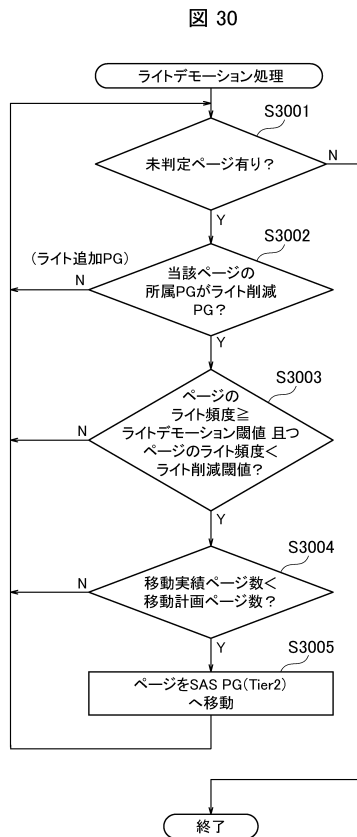 図 30
ライトデモーション処理
S3001
未判定ページ有り？
N
Y
S3002
(ライト追加PG)
N
当該ページの
所属PGがライト削減
PG？
Y
S3003
ページの
ライト頻度≧
ライトデモーション閾値 且つ
ページのライト頻度＜
ライト削減閾値？
N
Y
S3004
移動実績ページ数＜
移動計画ページ数？
N
Y
S3005
ページをSAS PG(Tier2)
へ移動
終了